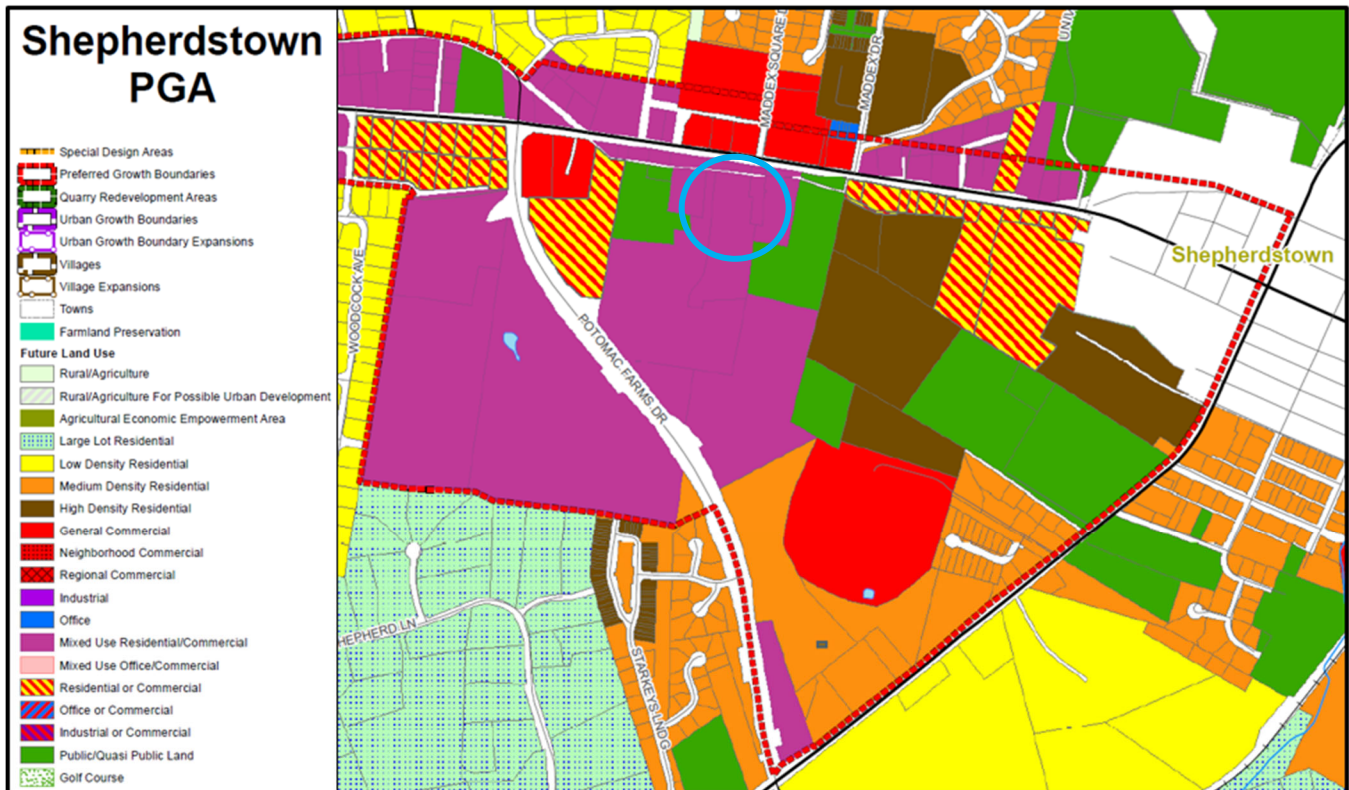 Shepherdstown
PGA
Special Design Areas
Preferred Growth Boundaries
Quarry Redevelopment Areas
Urban Growth Boundaries
Urban Growth Boundary Expansions
Villages
Village Expansions
Towns
Farmland Preservation
Future Land Use
Rural/Agriculture
Rural/Agriculture For Possible Urban Development
Agricultural Economic Empowerment Area
Large Lot Residential
Low Density Residential
Medium Density Residential
High Density Residential
General Commercial
Neighborhood Commercial
Regional Commercial
Industrial
Office
Mixed Use Residential/Commercial
Mixed Use Office/Commercial
Residential or Commercial
Office or Commercial
Industrial or Commercial
Public/Quasi Public Land
Golf Course
MADDEX SQUARE D
MADDEX DR
UNIV
Shepherdstown
WOODCOCK AVE
POTOMAC FARMS DR
HEPHERD LN
STARKEYS LNDG